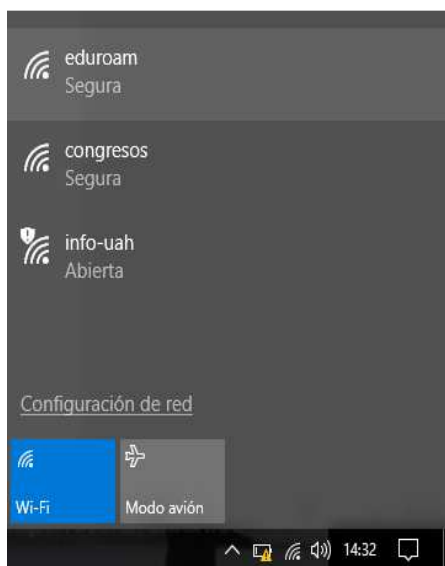 eduroam
Segura
congresos
Segura
info-uah
Abierta
Configuración de red
Wi-Fi
Modo avión
14:32